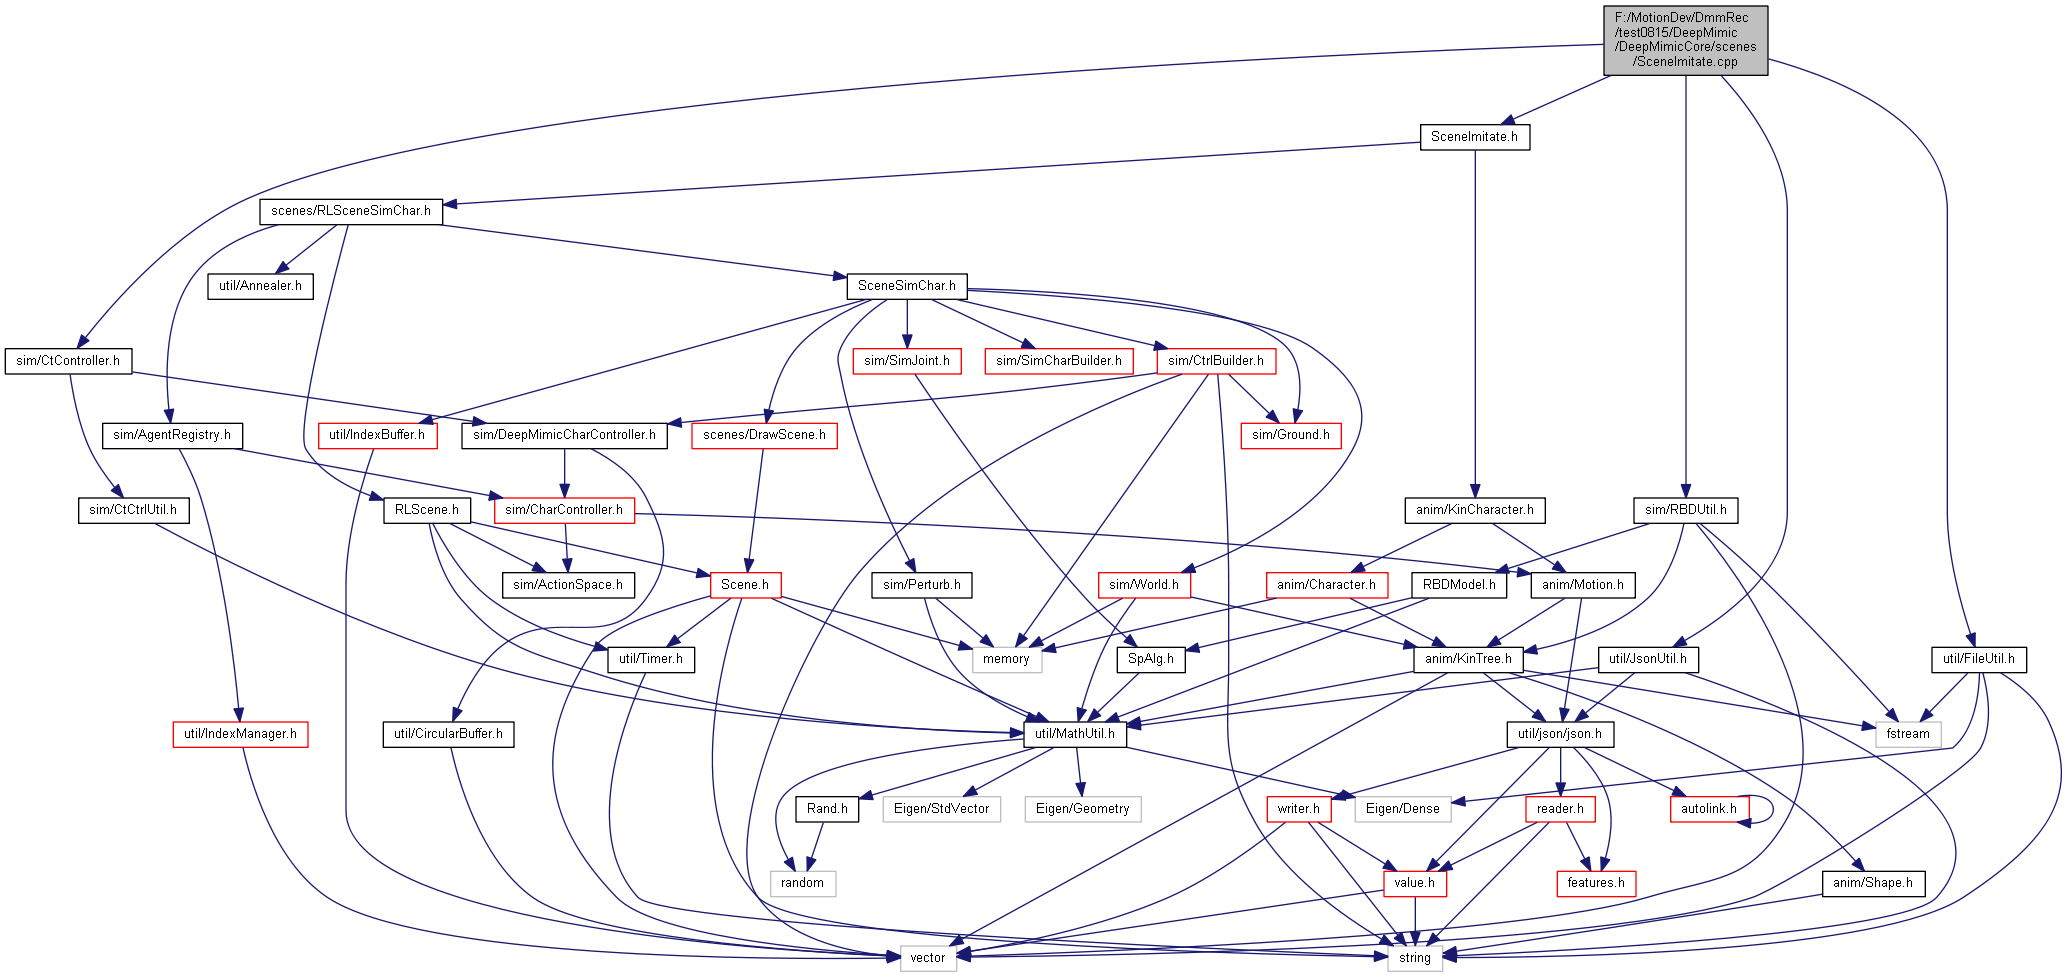 F:/MotionDev/DmmRec
/test0815/DeepMimic
/DeepMimicCore/scenes
/SceneImitate.cpp
SceneImitate.h
scenes/RLSceneSimChar.h
util/Annealer.h
SceneSimChar.h
sim/CtController.h
sim/SimJoint.h
sim/SimCharBuilder.h
sim/CtrlBuilder.h
sim/AgentRegistry.h
util/IndexBuffer.h
sim/DeepMimicCharController.h
scenes/DrawScene.h
sim/Ground.h
sim/CtCtrlUtil.h
RLScene.h
sim/CharController.h
anim/KinCharacter.h
sim/RBDUtil.h
sim/ActionSpace.h
Scene.h
sim/Perturb.h
sim/World.h
anim/Character.h
RBDModel.h
anim/Motion.h
util/Timer.h
memory
SpAlg.h
anim/KinTree.h
util/JsonUtil.h
util/FileUtil.h
util/IndexManager.h
util/CircularBuffer.h
util/MathUtil.h
util/json/json.h
fstream
Rand.h
Eigen/StdVector
Eigen/Geometry
writer.h
Eigen/Dense
reader.h
autolink.h
random
value.h
features.h
anim/Shape.h
vector
string